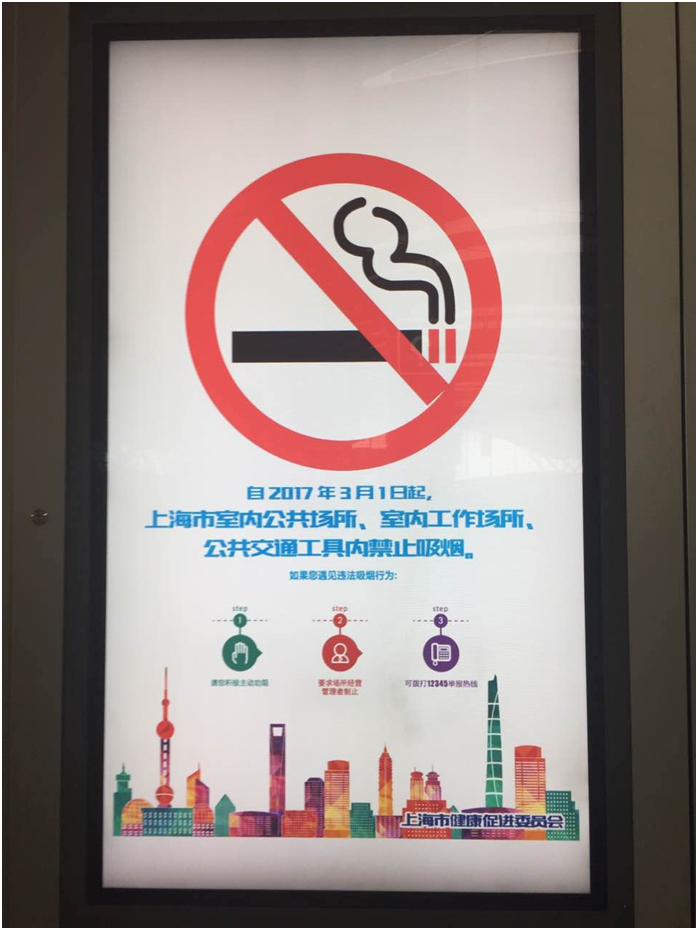 自2017年3月1日起,
上海市室内公共场所、室内工作场所、
公共交通工具内禁止吸烟。
如果您遇见违法吸烟行为:
step
1
请您积极主动劝阻
step
2
要求场所经营
管理者制止
step
3
可拨打12345举报热线
上海市健康促进委员会